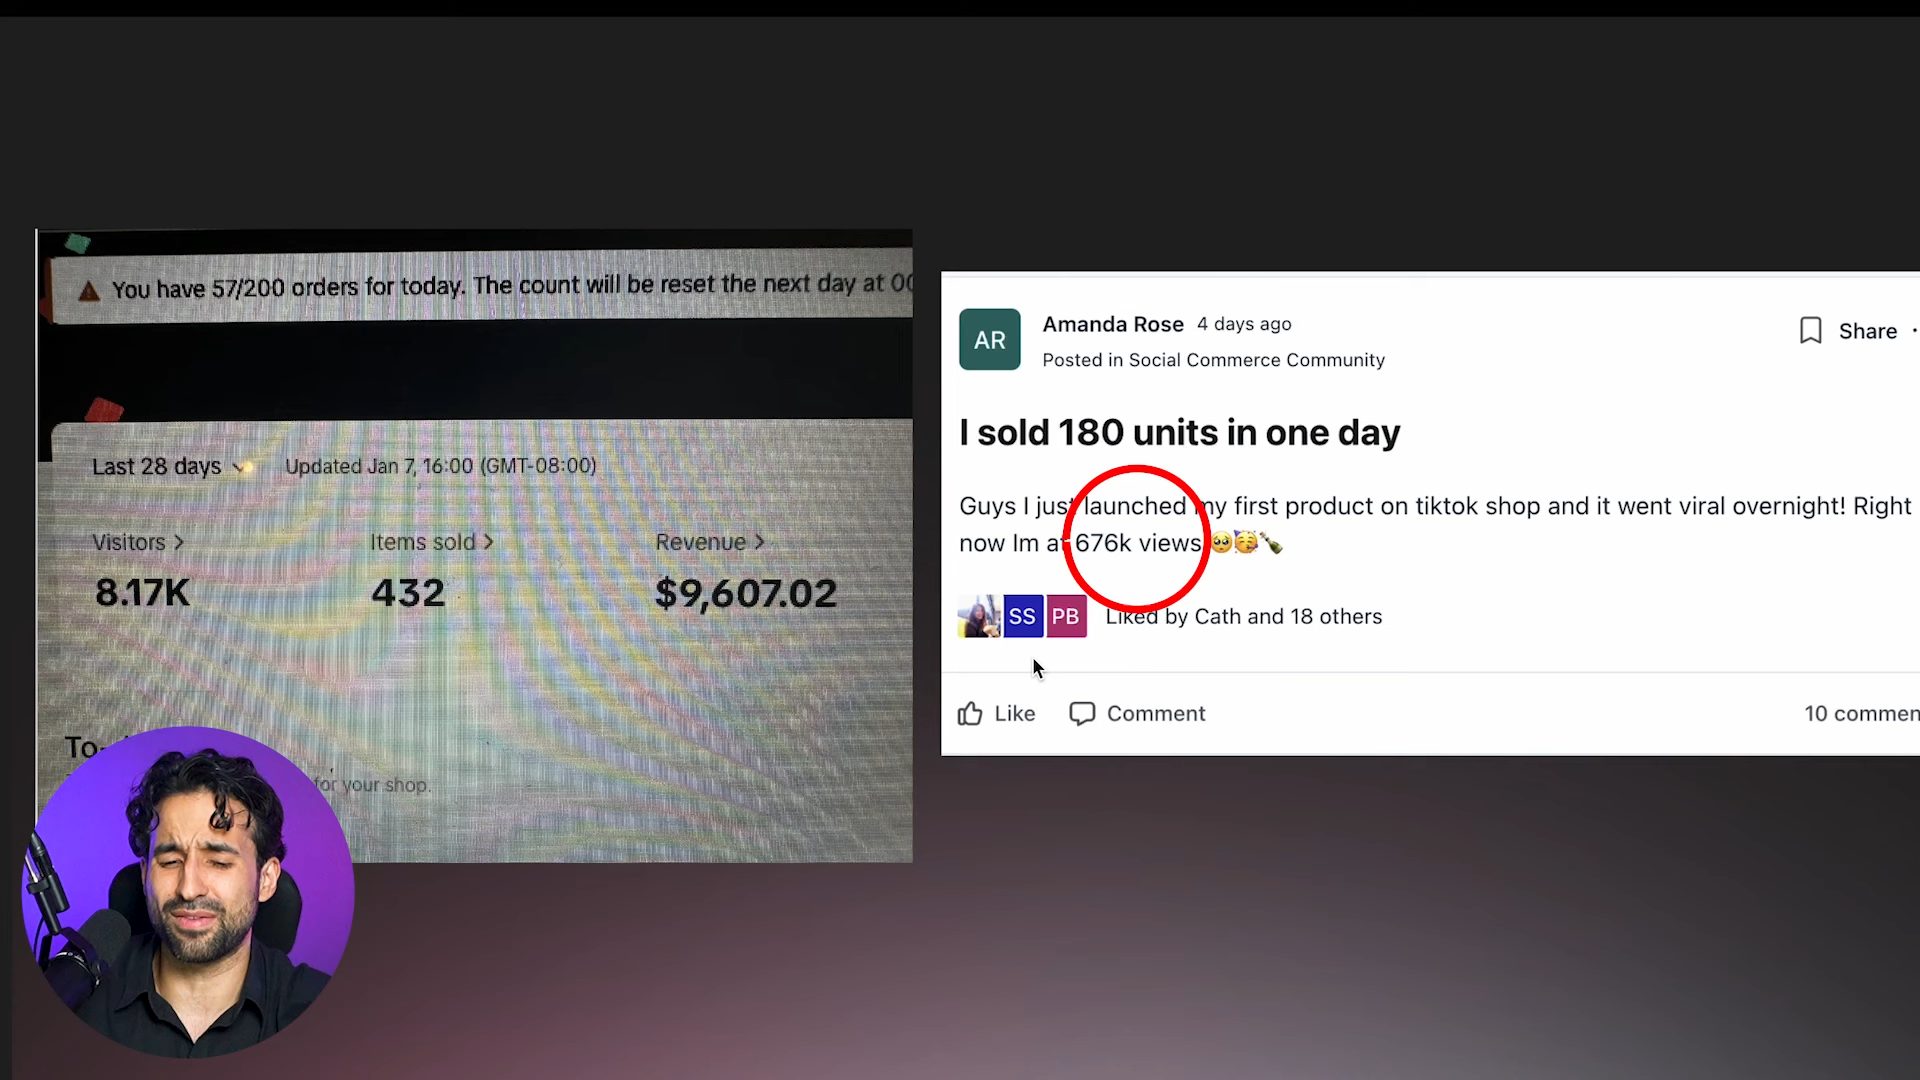 You have 57/200 orders for today. The count will be reset the next day at
Last 28 days Updated Jan 7, 16:00 (GMT-08:00)
Visitors > Items sold > Revenue >
8.17K 432 $9,607.02
for your shop.
AR
Amanda Rose 4 days ago
Posted in Social Commerce Community
Share
I sold 180 units in one day
Guys I just launched my first product on tiktok shop and it went viral overnight! Right
now Im at 676k views 🥺🥳🍾
SS PB Liked by Cath and 18 others
Like Comment 10 commen